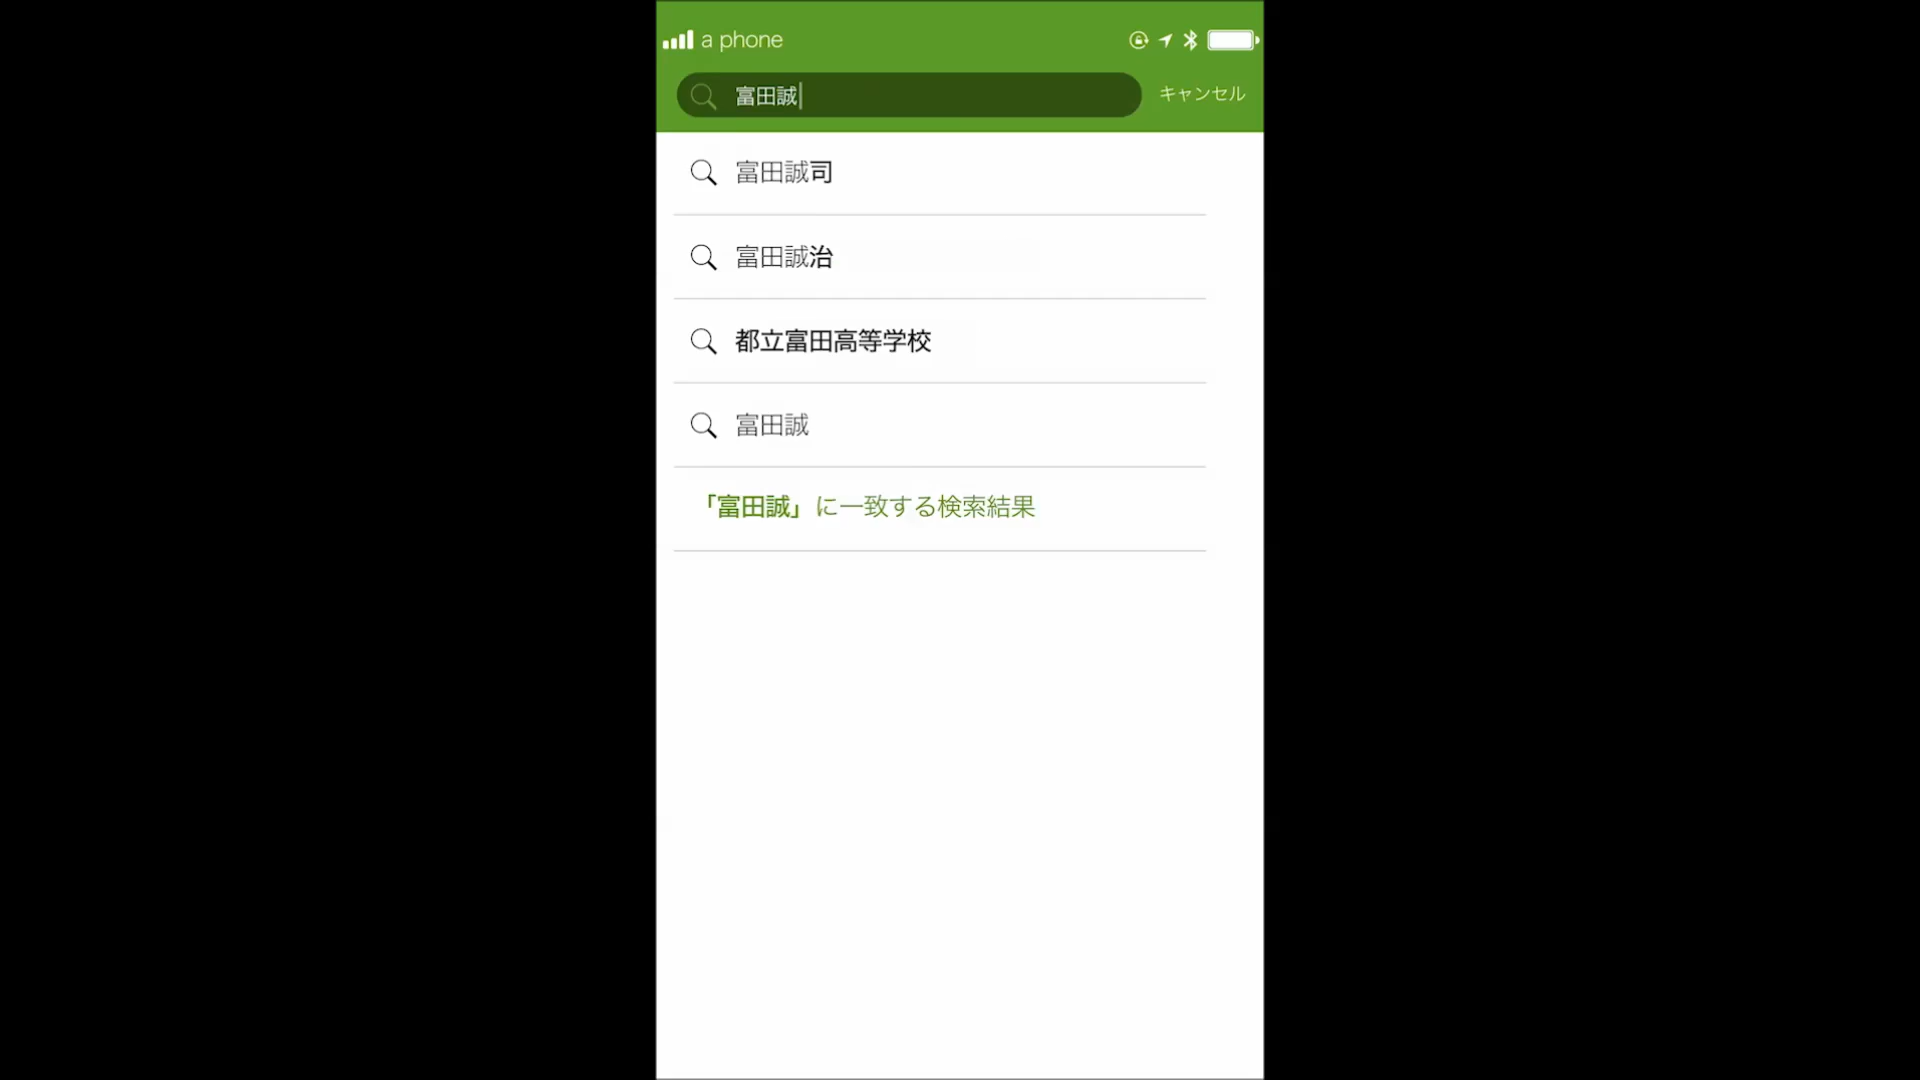 a phone
富田誠
キャンセル
富田誠司
富田誠治
都立富田高等学校
富田誠
「富田誠」に一致する検索結果